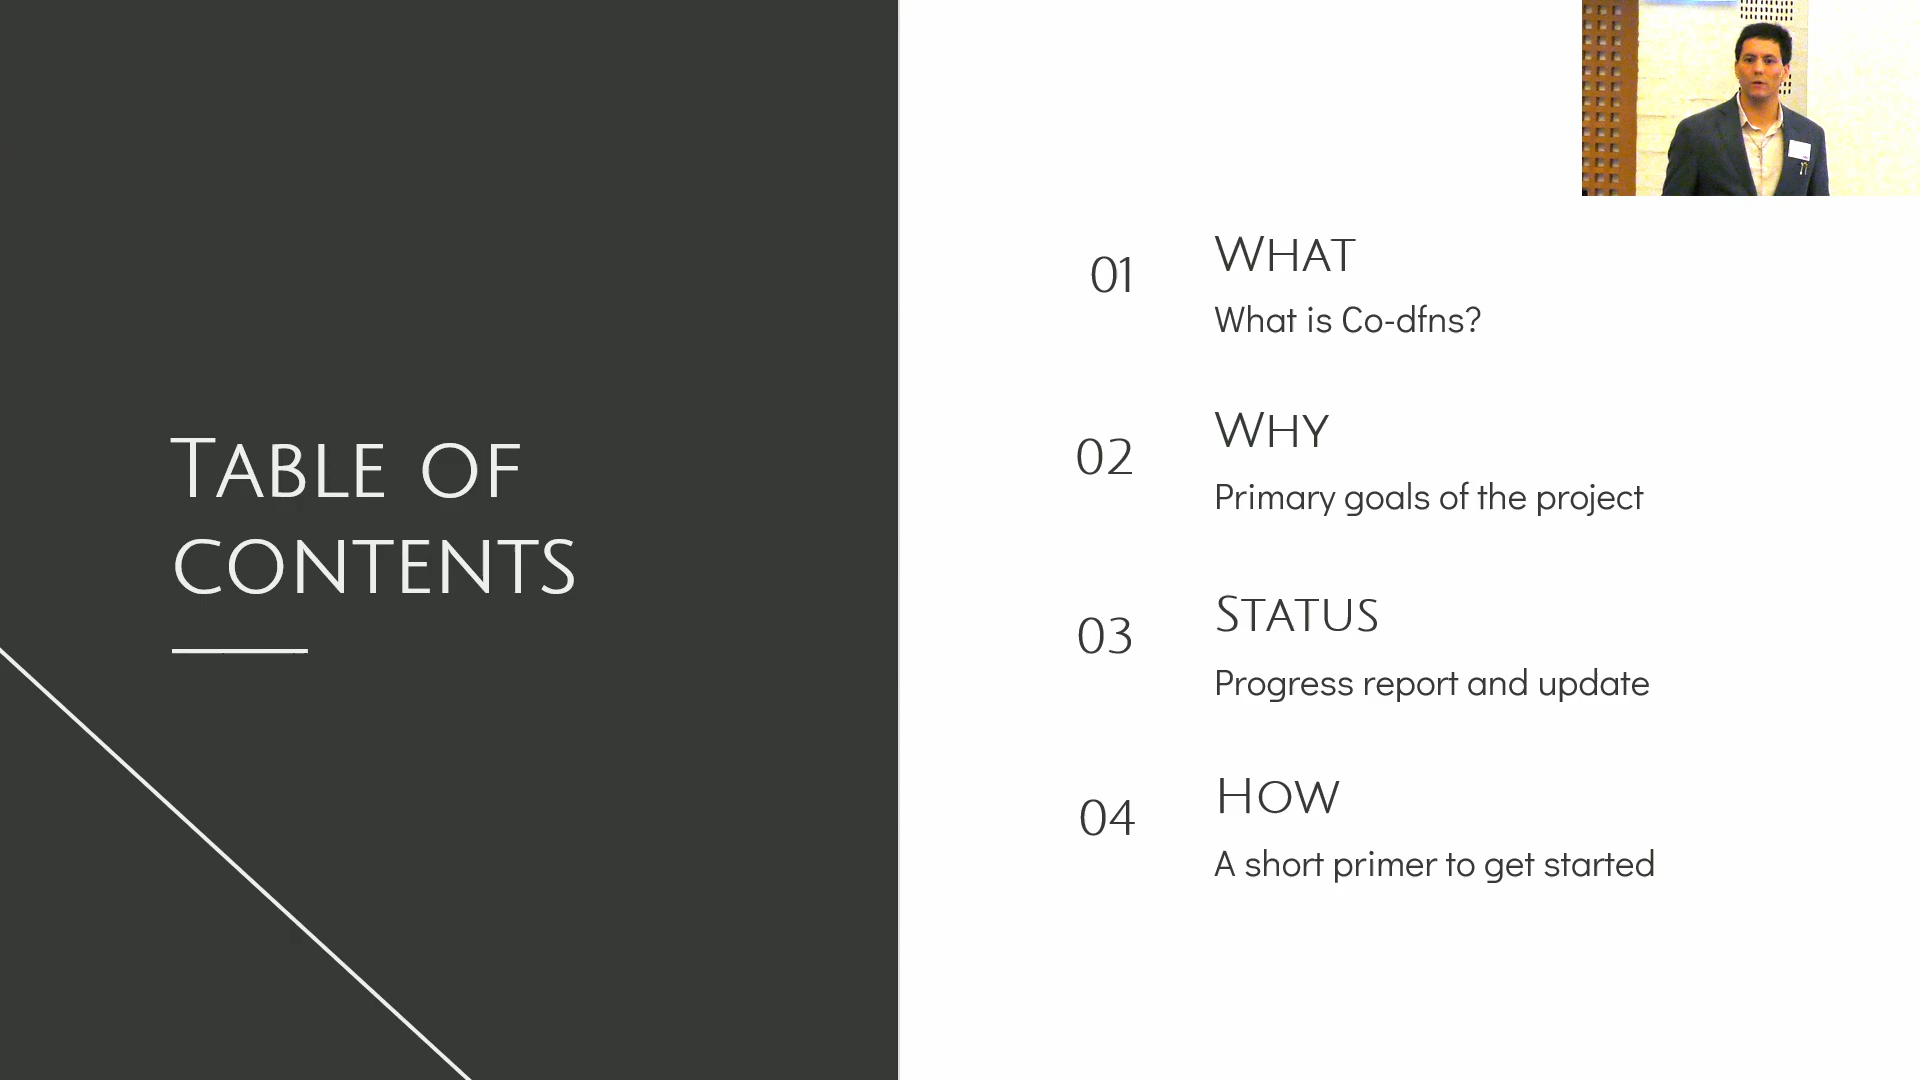 Table of
contents
01
What
What is Co-dfns?
02
Why
Primary goals of the project
03
Status
Progress report and update
04
How
A short primer to get started